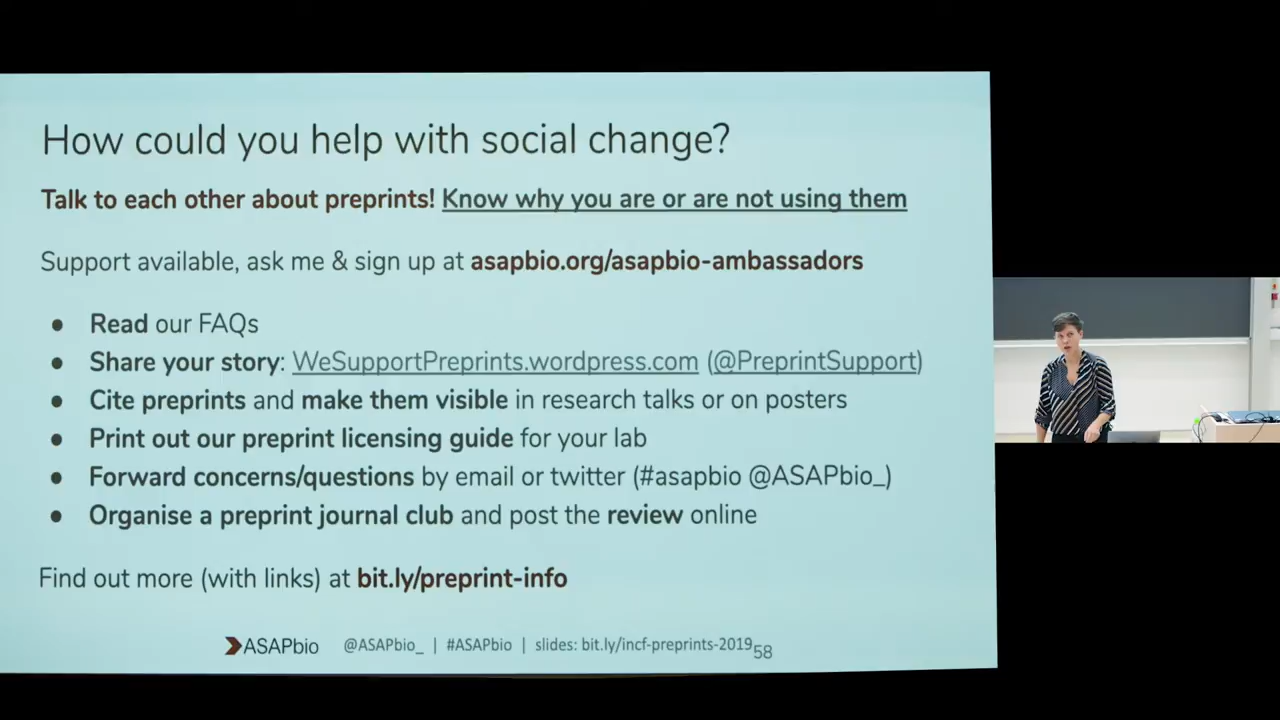 How could you help with social change?
Talk to each other about preprints! Know why you are or are not using them
Support available, ask me & sign up at asapbio.org/asapbio-ambassadors
● Read our FAQs
● Share your story: WeSupportPreprints.wordpress.com (@PreprintSupport)
● Cite preprints and make them visible in research talks or on posters
● Print out our preprint licensing guide for your lab
● Forward concerns/questions by email or twitter (#asapbio @ASAPbio_)
● Organise a preprint journal club and post the review online
Find out more (with links) at bit.ly/preprint-info
ASAPbio @ASAPbio_ | #ASAPbio | slides: bit.ly/incf-preprints-2019 58